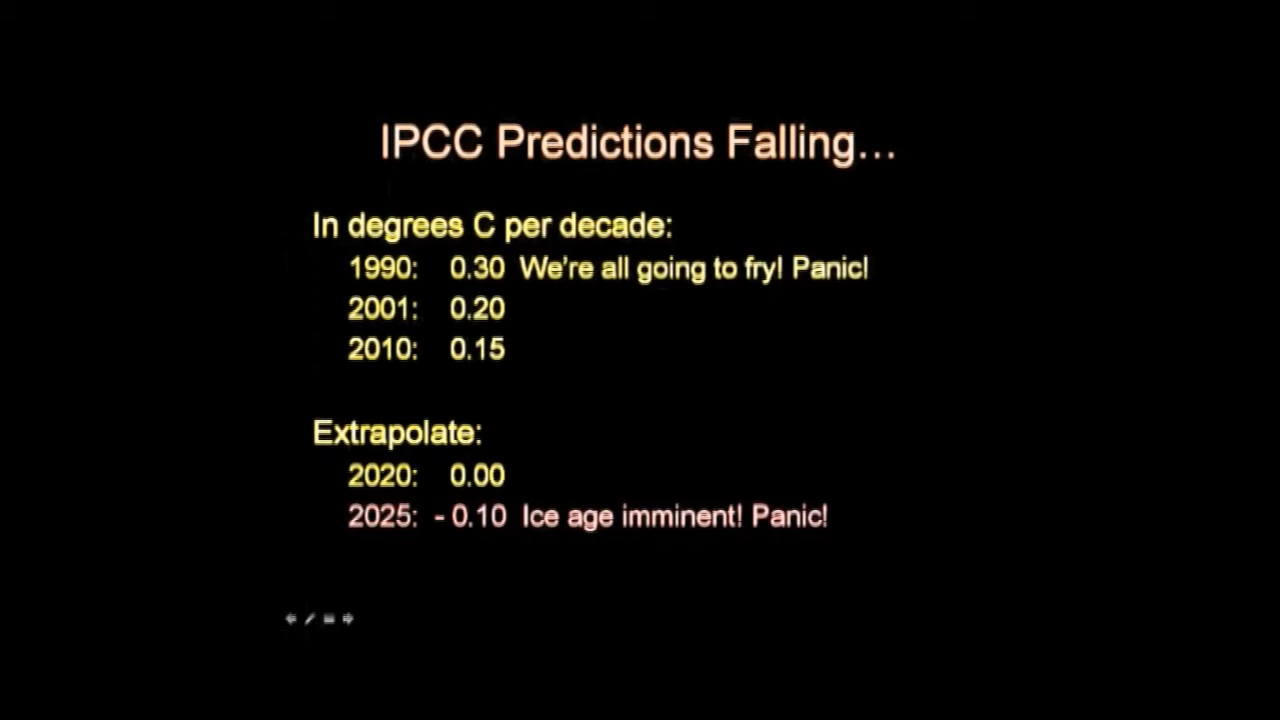 IPCC Predictions Falling...
In degrees C per decade:
1990: 0.30 We're all going to fry! Panic!
2001: 0.20
2010: 0.15
Extrapolate:
2020: 0.00
2025: - 0.10 Ice age imminent! Panic!